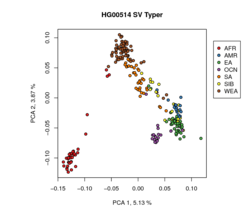 HG00514 SV Typer
PCA 2, 3.87 %
0.10
0.05
0.00
-0.05
-0.10
-0.15
-0.10
-0.05
0.00
0.05
0.10
PCA 1, 5.13 %
AFR
AMR
EA
OCN
SA
SIB
WEA